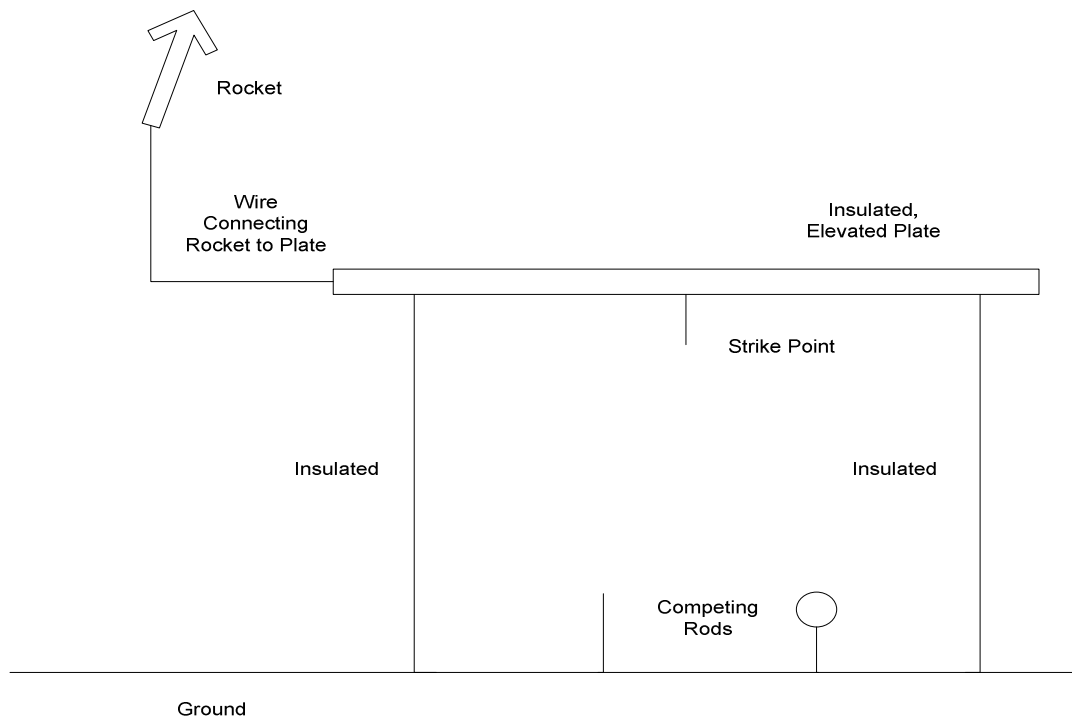 Rocket
Wire
Connecting
Rocket to Plate
Insulated,
Elevated Plate
Strike Point
Insulated
Insulated
Competing
Rods
Ground